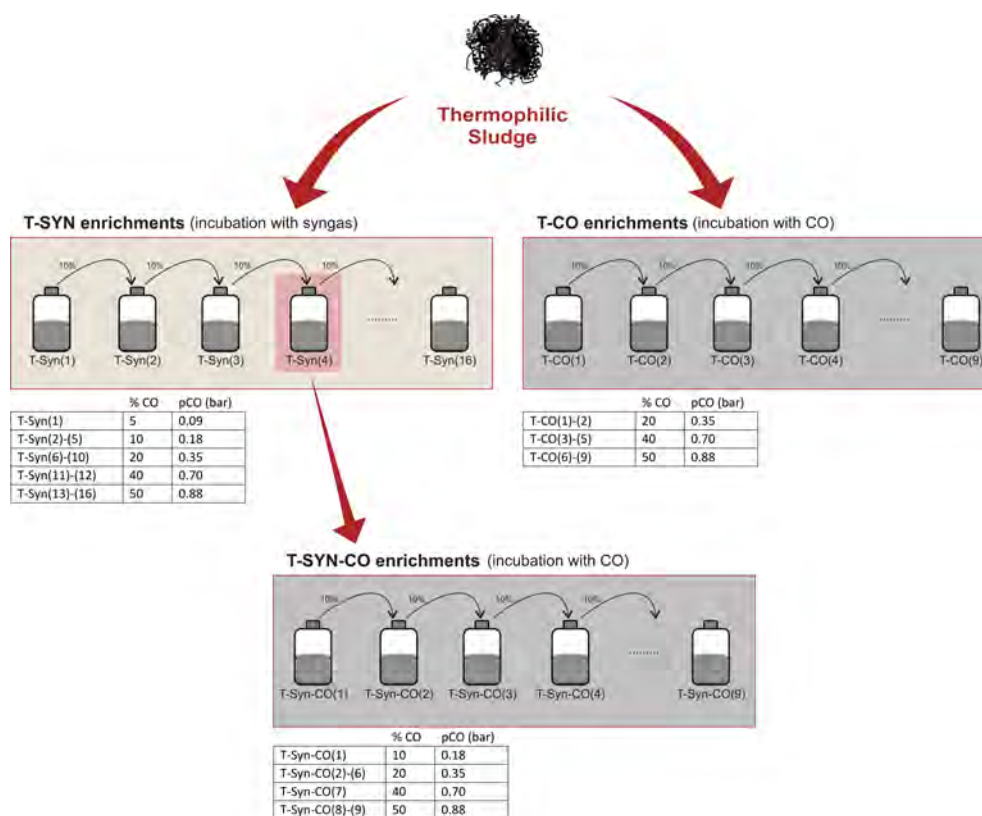 Thermophilic
Sludge
T-SYN enrichments (incubation with syngas)
10% 10% 10% 10%
T-Syn(1) T-Syn(2) T-Syn(3) T-Syn(4) ......... T-Syn(16)
% CO pCO (bar)
T-Syn(1) 5 0.09
T-Syn(2)-(5) 10 0.18
T-Syn(6)-(10) 20 0.35
T-Syn(11)-(12) 40 0.70
T-Syn(13)-(16) 50 0.88
T-CO enrichments (incubation with CO)
10% 10% 10% 10%
T-CO(1) T-CO(2) T-CO(3) T-CO(4) ......... T-CO(9)
% CO pCO (bar)
T-CO(1)-(2) 20 0.35
T-CO(3)-(5) 40 0.70
T-CO(6)-(9) 50 0.88
T-SYN-CO enrichments (incubation with CO)
10% 10% 10% 10%
T-Syn-CO(1) T-Syn-CO(2) T-Syn-CO(3) T-Syn-CO(4) ......... T-Syn-CO(9)
% CO pCO (bar)
T-Syn-CO(1) 10 0.18
T-Syn-CO(2)-(6) 20 0.35
T-Syn-CO(7) 40 0.70
T-Syn-CO(8)-(9) 50 0.88